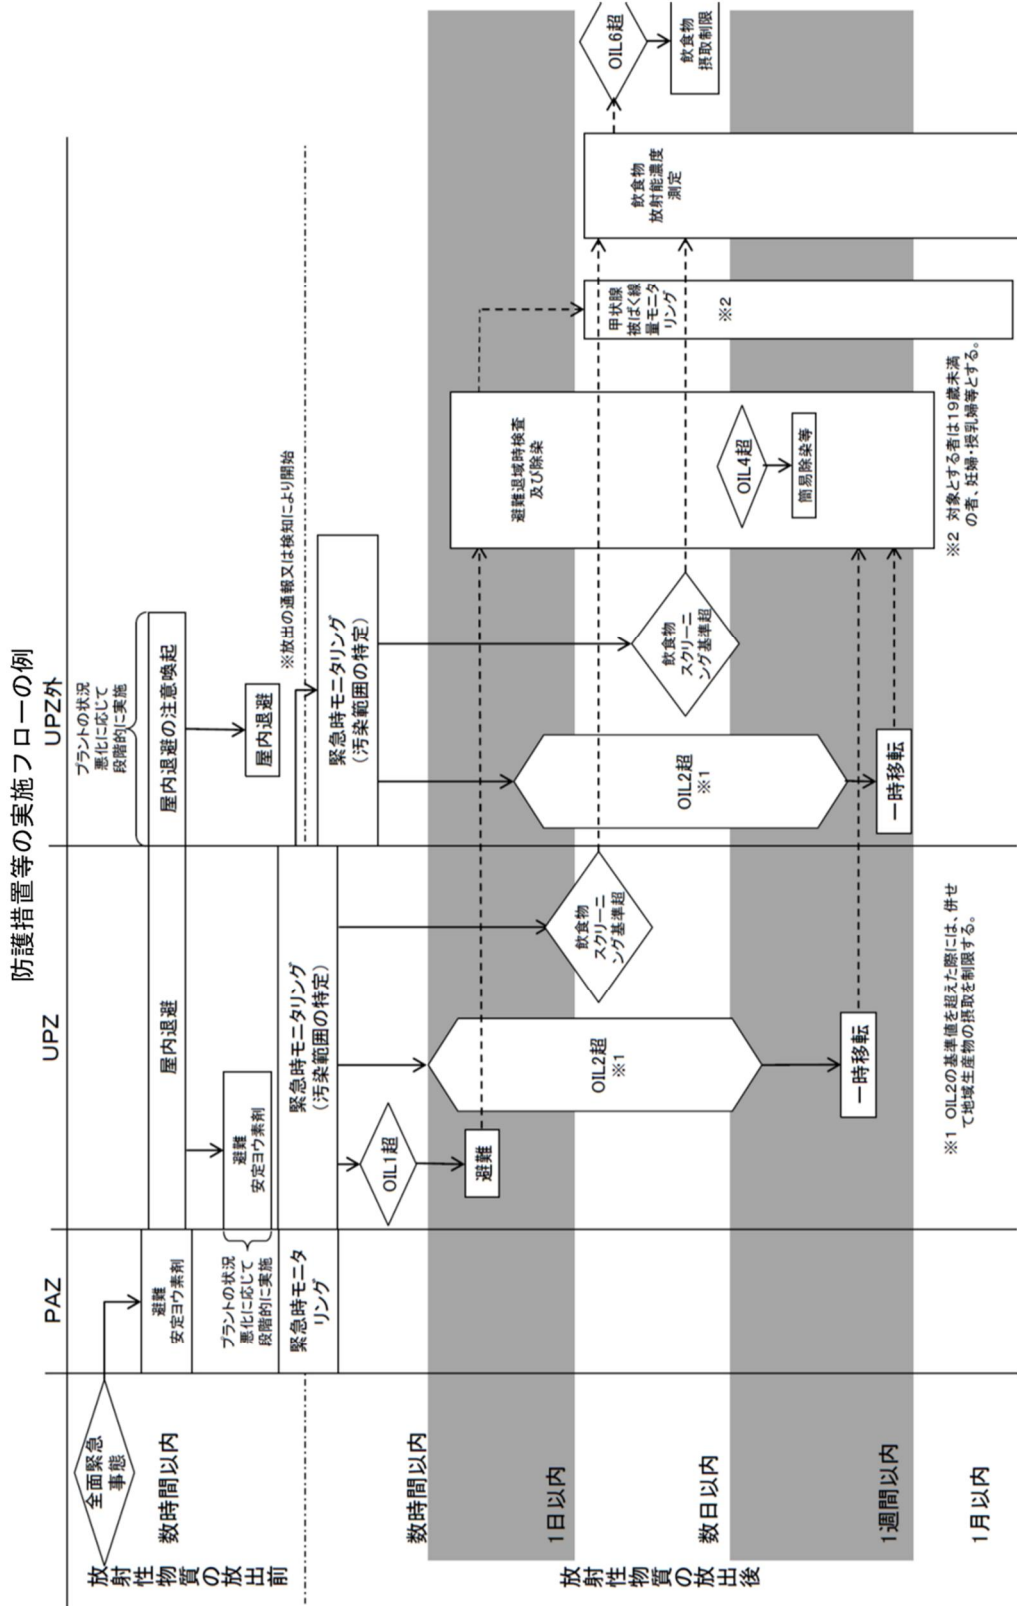 防護措置等の実施フローの例
PAZ
UPZ
UPZ外
放射性物質の放出前
全面緊急
事態
数時間以内
避難
安定ヨウ素剤
屋内退避
プラントの状況
悪化に応じて
段階的に実施
屋内退避の注意喚起
屋内退避
プラントの状況
悪化に応じて
段階的に実施
避難
安定ヨウ素剤
※放出の通報又は検知により開始
緊急時モニタ
リング
緊急時モニタリング
(汚染範囲の特定)
緊急時モニタリング
(汚染範囲の特定)
放射性物質の放出後
数時間以内
OIL1超
避難
1日以内
OIL2超
※1
飲食物
スクリーニ
ング基準超
OIL2超
※1
飲食物
スクリーニ
ング基準超
避難退域時検査
及び除染
OIL4超
簡易除染等
甲状腺
被ばく線
量モニタ
リング
※2
飲食物
放射能濃度
測定
OIL6超
飲食物
摂取制限
数日以内
一時移転
一時移転
1週間以内
1月以内
※1 OIL2の基準値を超えた際には、併せ
て地域生産物の摂取を制限する。
※2 対象とする者は19歳未満
の者、妊婦・授乳婦等とする。